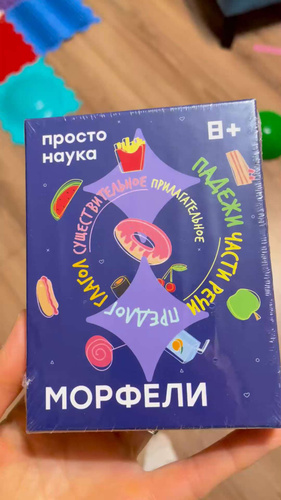 просто
наука
8+
СУЩЕСТВИТЕЛЬНОЕ
ПРИЛАГАТЕЛЬНОЕ
ПАДЕЖИ
ЧАСТИ РЕЧИ
ГЛАГОЛ
ПРЕДЛОГ
МОРФЕЛИ